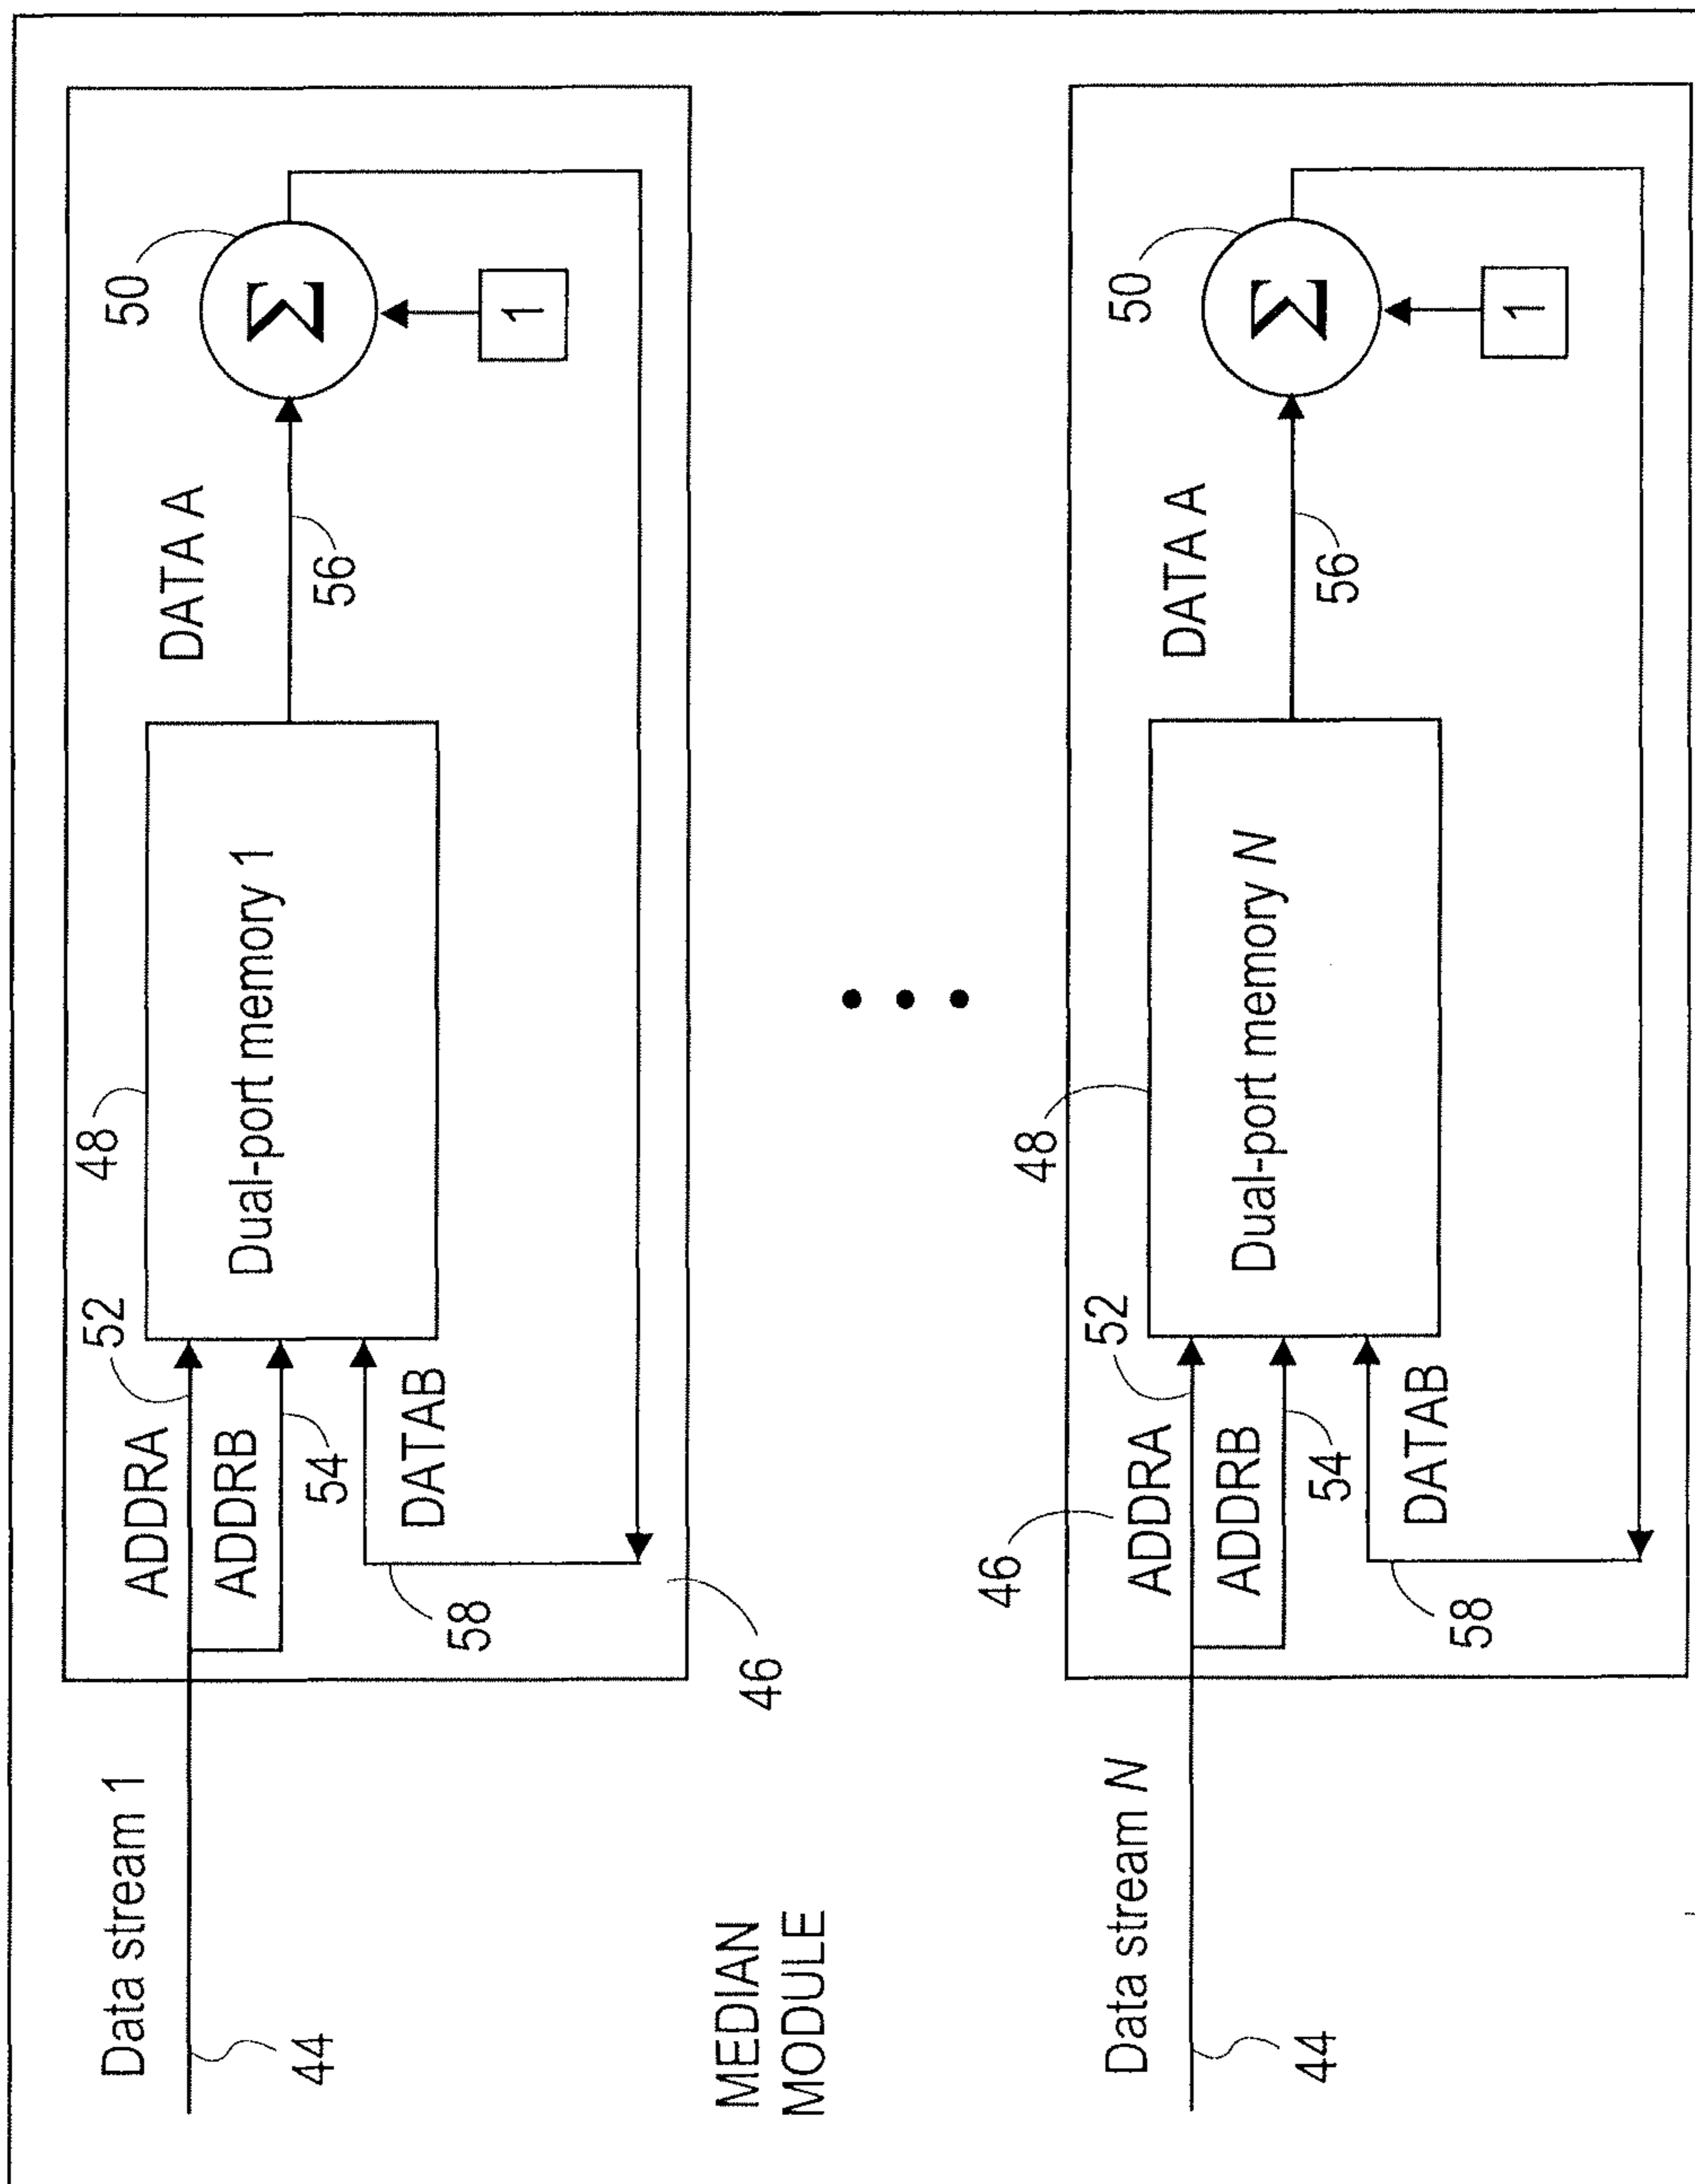 Data stream 1
44
ADDRA
52
ADDRB
54
DATAB
58
46
48
Dual-port memory 1
DATA A
56
50
Σ
1
MEDIAN
MODULE
Data stream N
44
46
ADDRA
52
ADDRB
54
DATAB
58
48
Dual-port memory N
DATA A
56
50
Σ
1